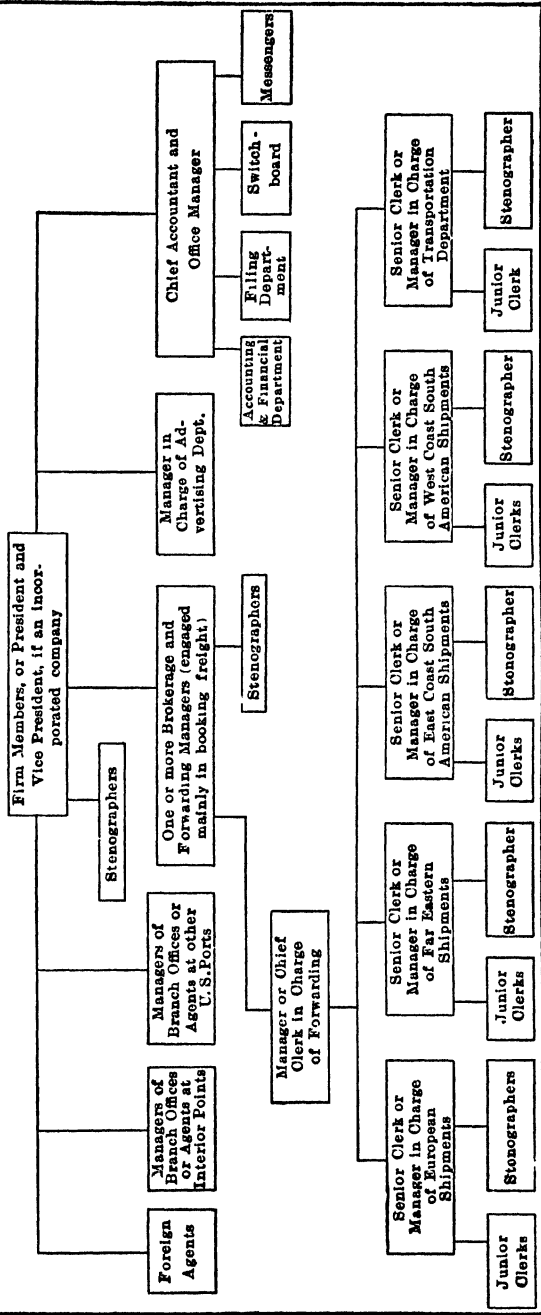 Firm Members, or President and
Vice President, if an incor-
porated company
Stenographers
Foreign
Agents
Managers of
Branch Offices
or Agents at
Interior Points
Managers of
Branch Offices or
Agents at other
U. S. Ports
One or more Brokerage and
Forwarding Managers (engaged
mainly in booking freight)
Manager in
Charge of Ad-
vertising Dept.
Chief Accountant and
Office Manager
Stenographers
Accounting
& Financial
Department
Filing
Depart-
ment
Switch-
board
Messengers
Manager or Chief
Clerk in Charge
of Forwarding
Senior Clerk or
Manager in Charge
of European
Shipments
Senior Clerk or
Manager in Charge
of Far Eastern
Shipments
Senior Clerk or
Manager in Charge
of East Coast South
American Shipments
Senior Clerk or
Manager in Charge
of West Coast South
American Shipments
Senior Clerk or
Manager in Charge
of Transportation
Department
Junior
Clerks
Stenographers
Junior
Clerks
Stenographer
Junior
Clerks
Stenographer
Junior
Clerks
Stenographer
Junior
Clerk
Stenographer